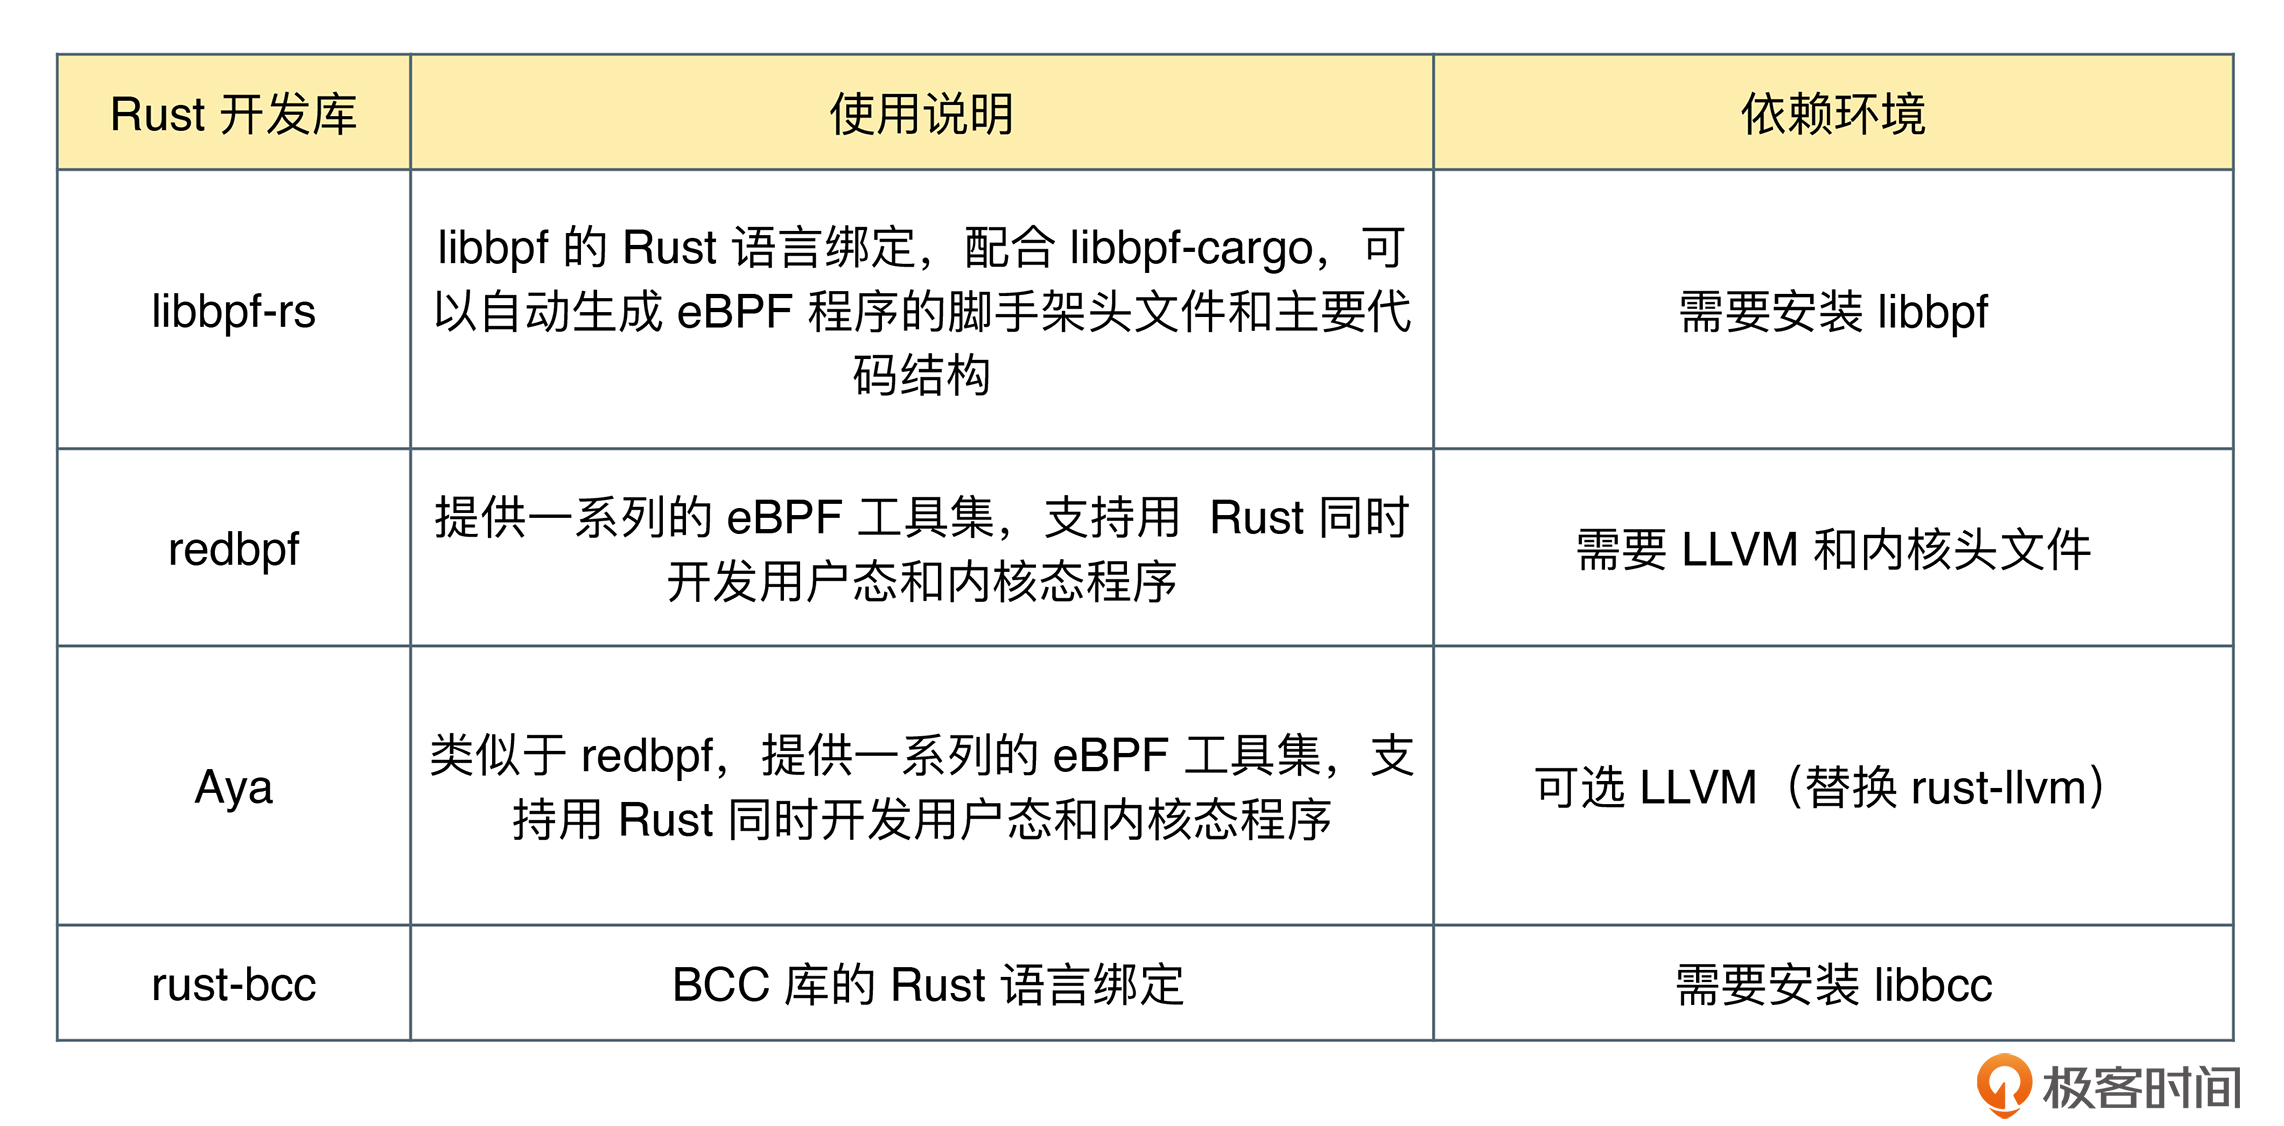 Rust 开发库
使用说明
依赖环境
libbpf-rs
libbpf 的 Rust 语言绑定，配合 libbpf-cargo，可
以自动生成 eBPF 程序的脚手架头文件和主要代
码结构
需要安装 libbpf
redbpf
提供一系列的 eBPF 工具集，支持用 Rust 同时
开发用户态和内核态程序
需要 LLVM 和内核头文件
Aya
类似于 redbpf，提供一系列的 eBPF 工具集，支
持用 Rust 同时开发用户态和内核态程序
可选 LLVM（替换 rust-llvm）
rust-bcc
BCC 库的 Rust 语言绑定
需要安装 libbcc
极客时间